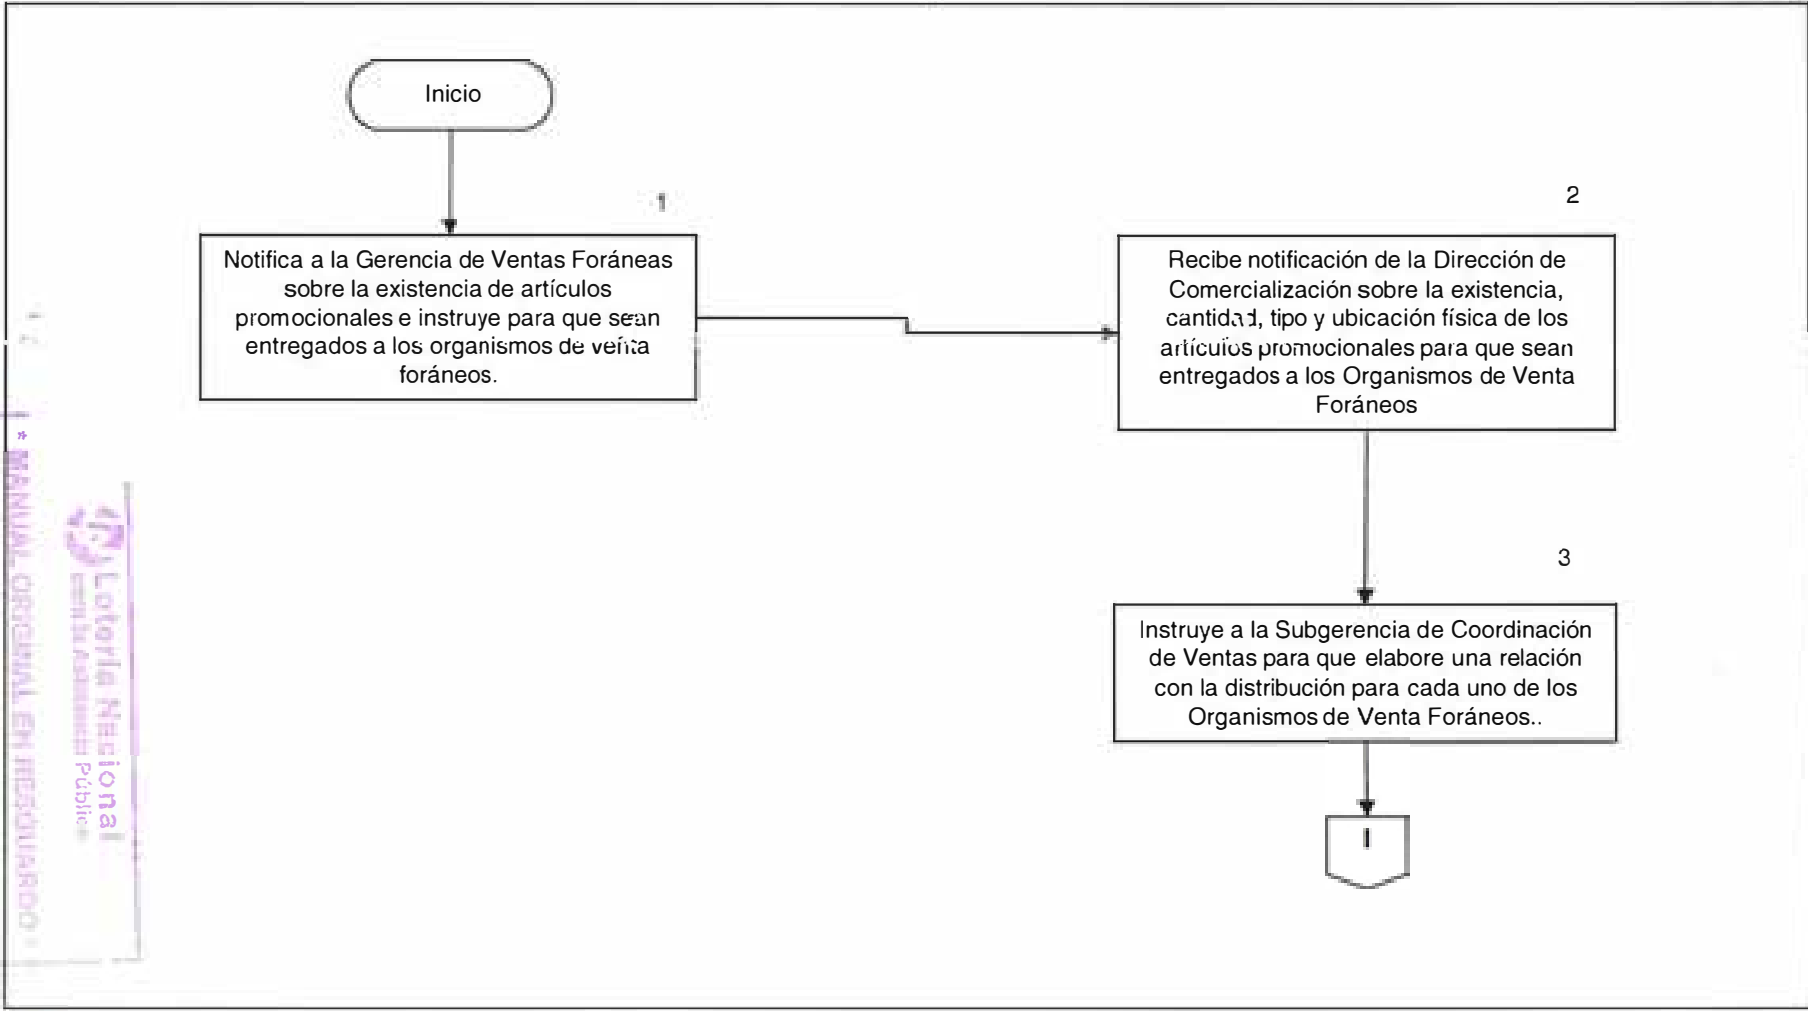 Inicio
1
Notifica a la Gerencia de Ventas Foráneas
sobre la existencia de artículos
promocionales e instruye para que sean
entregados a los organismos de venta
foráneos.
2
Recibe notificación de la Dirección de
Comercialización sobre la existencia,
cantidad, tipo y ubicación física de los
artículos promocionales para que sean
entregados a los Organismos de Venta
Foráneos
3
Instruye a la Subgerencia de Coordinación
de Ventas para que elabore una relación
con la distribución para cada uno de los
Organismos de Venta Foráneos..
I
Lotería Nacional
para la Asistencia Pública
* MANUAL ORIGINAL EN RESGUARDO